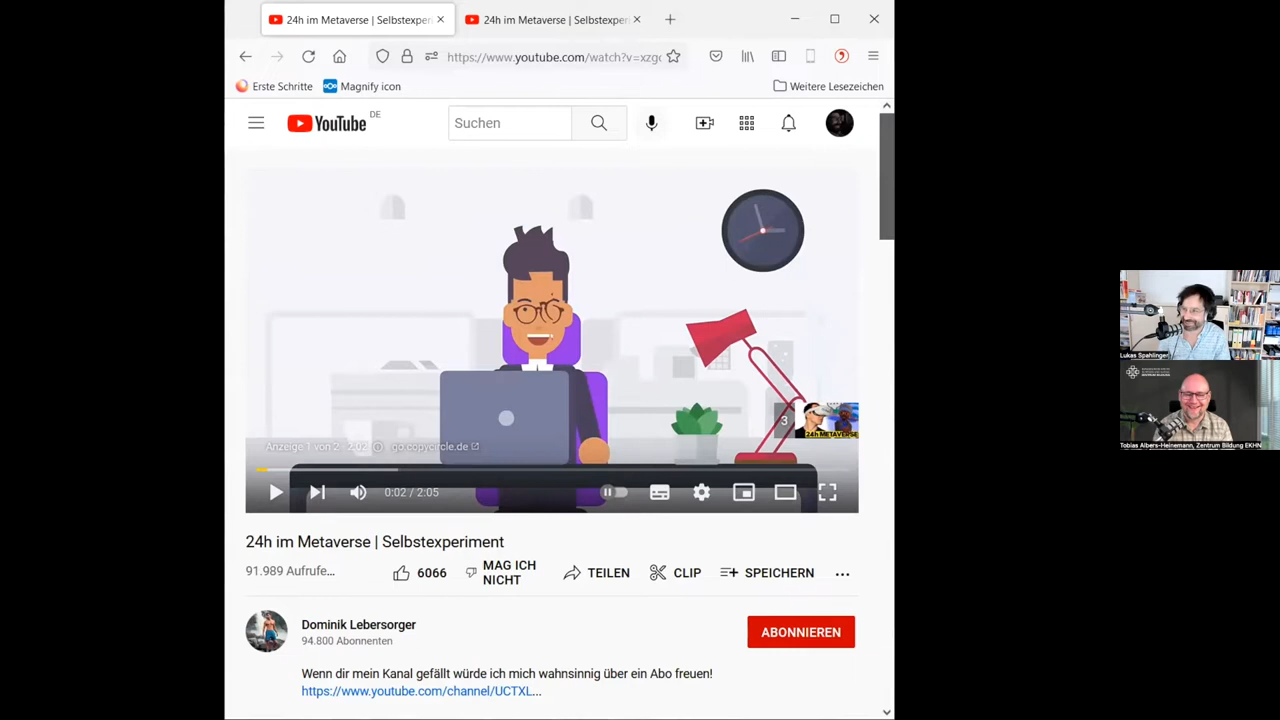 24h im Metaverse | Selbstexper
24h im Metaverse | Selbstexper
https://www.youtube.com/watch?v=xzgc
Erste Schritte
Magnify icon
Weitere Lesezeichen
YouTube DE
Suchen
3
24H METAVERSE
Anzeige 1 von 2 · 2:02 go.copycircle.de
0:02 / 2:05
24h im Metaverse | Selbstexperiment
91.989 Aufrufe…
6066
MAG ICH
NICHT
TEILEN
CLIP
SPEICHERN
Dominik Lebersorger
94.800 Abonnenten
ABONNIEREN
Wenn dir mein Kanal gefällt würde ich mich wahnsinnig über ein Abo freuen!
https://www.youtube.com/channel/UCTXL...
Lukas Spahlinger
Tobias Albers-Heinemann, Zentrum Bildung EKHN